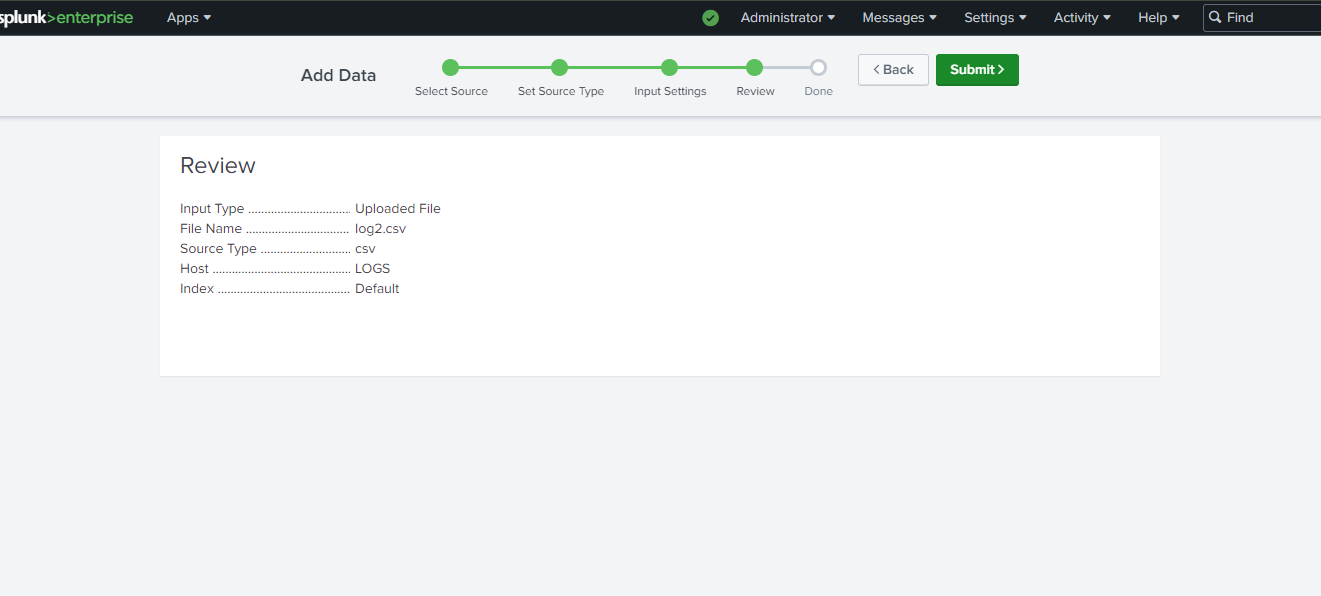 splunk>enterprise Apps Administrator Messages Settings Activity Help Find
Add Data
Select Source Set Source Type Input Settings Review Done
< Back Submit >
Review
Input Type .............................. Uploaded File
File Name .............................. log2.csv
Source Type .......................... csv
Host ........................................ LOGS
Index ....................................... Default